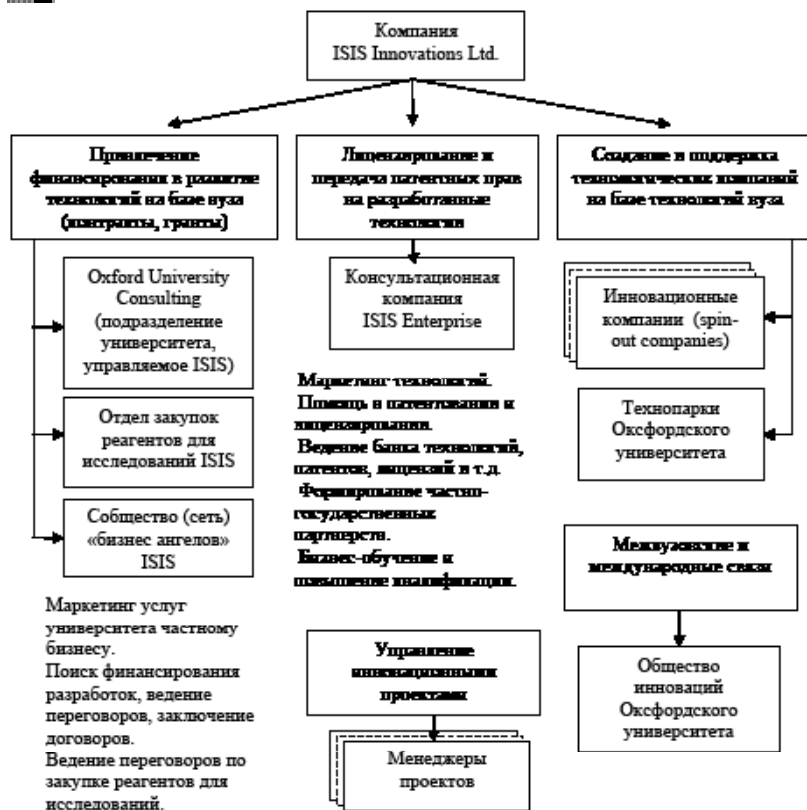 Компания
ISIS Innovations Ltd.
Привлечение
финансирования в развитие
технологий на базе вуза
(контракты, гранты)
Oxford University
Consulting
(подразделение
университета,
управляемое ISIS)
Отдел закупок
реагентов для
исследований ISIS
Собщество (сеть)
«бизнес ангелов»
ISIS
Маркетинг услуг
университета частному
бизнесу.
Поиск финансирования
разработок, ведение
переговоров, заключение
договоров.
Ведение переговоров по
закупке реагентов для
исследований.
Лицензирование и
передача патентных прав
на разработанные
технологии
Консультационная
компания
ISIS Enterprise
Маркетинг технологий.
Помощь в патентовании и
лицензировании.
Ведение банка технологий,
патентов, лицензий и т.д.
Формирование частно-
государственных
партнерств.
Бизнес-обучение и
повышение квалификации.
Управление
инновационными
проектами
Менеджеры
проектов
Создание и поддержка
технологических компаний
на базе технологий вуза
Инновационные
компании (spin-
out companies)
Технопарки
Оксфордского
университета
Межвузовские и
международные связи
Общество
инноваций
Оксфордского
университета